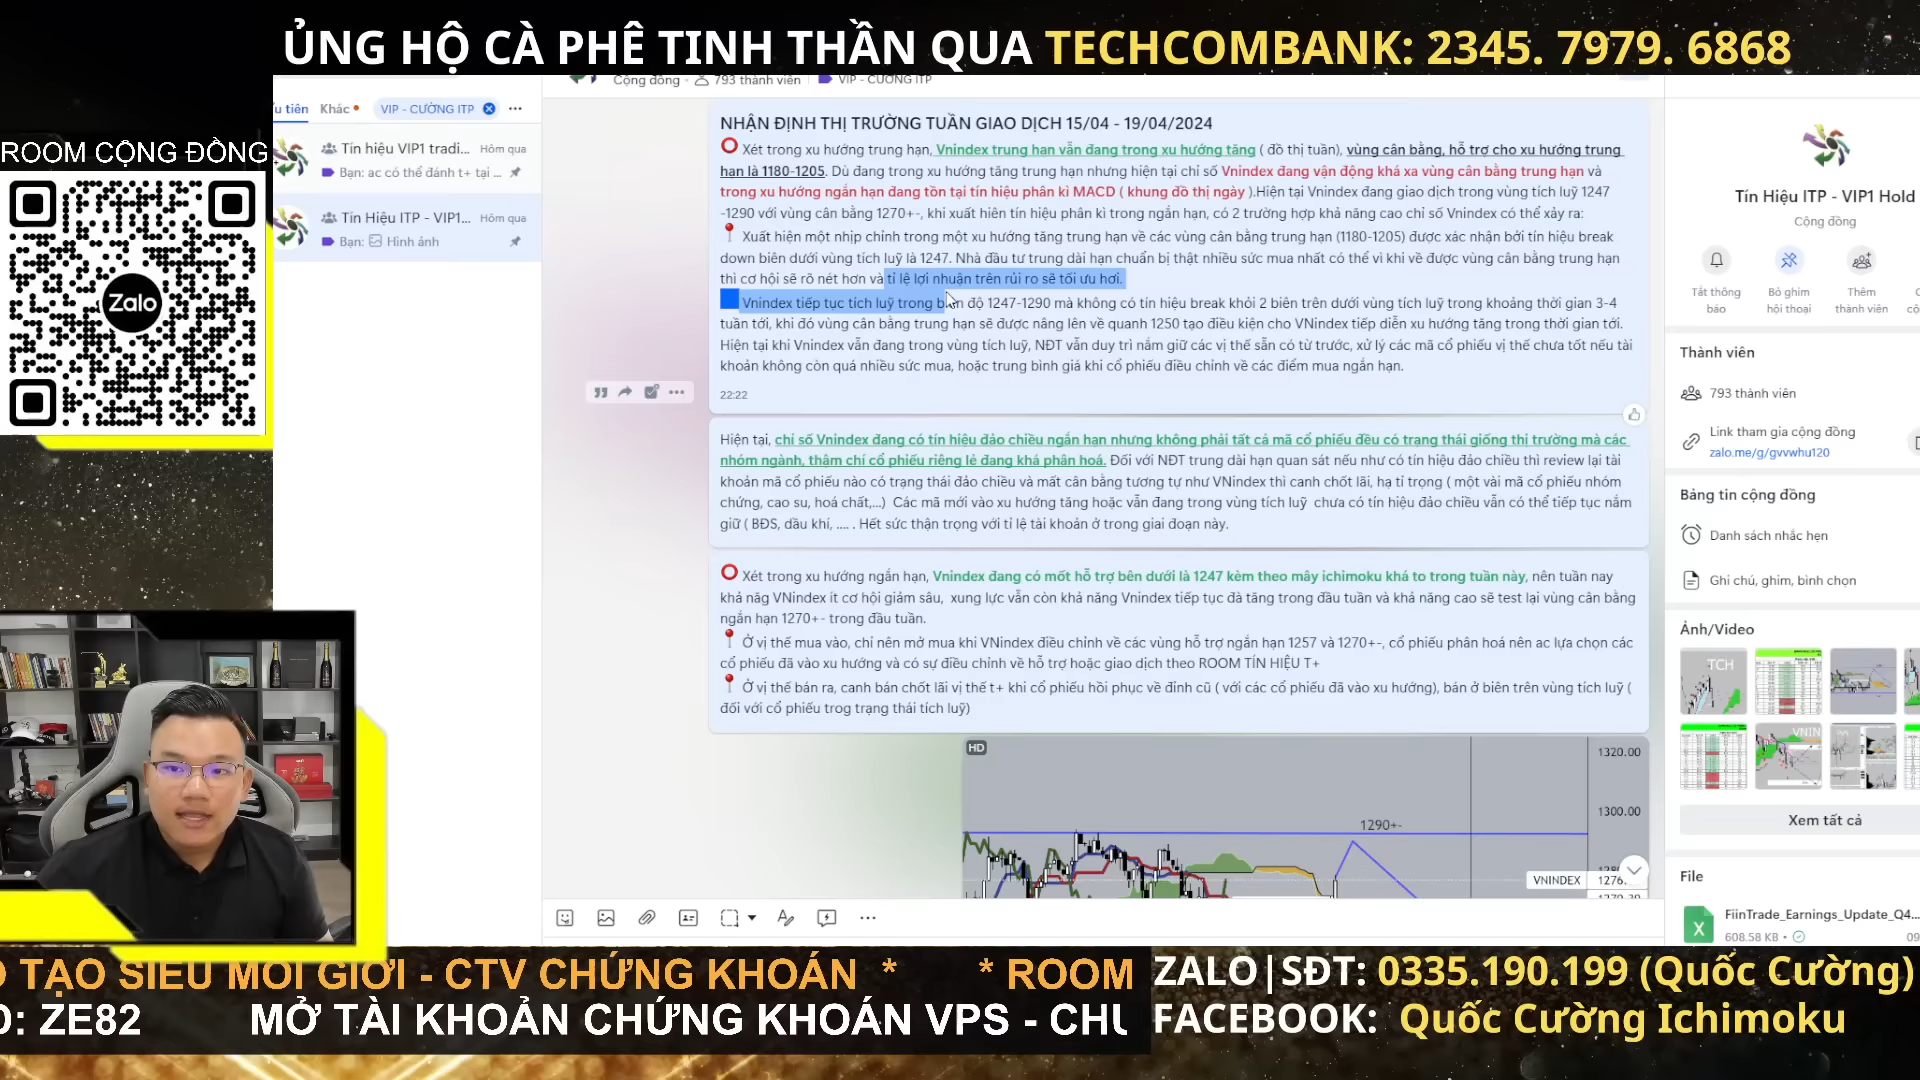 ỦNG HỘ CÀ PHÊ TINH THẦN QUA TECHCOMBANK: 2345. 7979. 6868
ROOM CỘNG ĐỒNG
Zalo
tiên Khác VIP - CƯỜNG ITP
Tín hiệu VIP1 tradi... Hôm qua
Bạn: ac có thể đánh t+ tại ...
Tín Hiệu ITP - VIP1... Hôm qua
Bạn: Hình ảnh
Cộng đồng 793 thành viên VIP - CƯỜNG ITP
NHẬN ĐỊNH THỊ TRƯỜNG TUẦN GIAO DỊCH 15/04 - 19/04/2024
Xét trong xu hướng trung hạn, Vnindex trung hạn vẫn đang trong xu hướng tăng ( đồ thị tuần), vùng cân bằng, hỗ trợ cho xu hướng trung
hạn là 1180-1205. Dù đang trong xu hướng tăng trung hạn nhưng hiện tại chỉ số Vnindex đang vận động khá xa vùng cân bằng trung hạn và
trong xu hướng ngắn hạn đang tồn tại tín hiệu phân kì MACD ( khung đồ thị ngày ).Hiện tại Vnindex đang giao dịch trong vùng tích luỹ 1247
-1290 với vùng cân bằng 1270+-, khi xuất hiên tín hiệu phân kì trong ngắn hạn, có 2 trường hợp khả năng cao chỉ số Vnindex có thể xảy ra:
Xuất hiện một nhịp chỉnh trong một xu hướng tăng trung hạn về các vùng cân bằng trung hạn (1180-1205) được xác nhận bởi tín hiệu break
down biên dưới vùng tích luỹ là 1247. Nhà đầu tư trung dài hạn chuẩn bị thật nhiều sức mua nhất có thể vì khi về được vùng cân bằng trung hạn
thì cơ hội sẽ rõ nét hơn và tỉ lệ lợi nhuận trên rủi ro sẽ tối ưu hơi.
Vnindex tiếp tục tích luỹ trong biên độ 1247-1290 mà không có tín hiệu break khỏi 2 biên trên dưới vùng tích luỹ trong khoảng thời gian 3-4
tuần tới, khi đó vùng cân bằng trung hạn sẽ được nâng lên về quanh 1250 tạo điều kiện cho VNindex tiếp diễn xu hướng tăng trong thời gian tới.
Hiện tại khi Vnindex vẫn đang trong vùng tích luỹ, NĐT vẫn duy trì nắm giữ các vị thế sẵn có từ trước, xử lý các mã cổ phiếu vị thế chưa tốt nếu tài
khoản không còn quá nhiều sức mua, hoặc trung bình giá khi cổ phiếu điều chỉnh về các điểm mua ngắn hạn.
22:22
Hiện tại, chỉ số Vnindex đang có tín hiệu đảo chiều ngắn hạn nhưng không phải tất cả mã cổ phiếu đều có trạng thái giống thị trường mà các
nhóm ngành, thậm chí cổ phiếu riêng lẻ đang khá phân hoá. Đối với NĐT trung dài hạn quan sát nếu như có tín hiệu đảo chiều thì review lại tài
khoản mã cổ phiếu nào có trạng thái đảo chiều và mất cân bằng tương tự như VNindex thì canh chốt lãi, hạ tỉ trọng ( một vài mã cổ phiếu nhóm
chứng, cao su, hoá chất,...) Các mã mới vào xu hướng tăng hoặc vẫn đang trong vùng tích luỹ chưa có tín hiệu đảo chiều vẫn có thể tiếp tục nắm
giữ ( BĐS, dầu khí, .... . Hết sức thận trọng với tỉ lệ tài khoản ở trong giai đoạn này.
Xét trong xu hướng ngắn hạn, Vnindex đang có mốt hỗ trợ bên dưới là 1247 kèm theo mây ichimoku khá to trong tuần này, nên tuần nay
khả năg VNindex ít cơ hội giảm sâu, xung lực vẫn còn khả năng Vnindex tiếp tục đà tăng trong đầu tuần và khả năng cao sẽ test lại vùng cân bằng
ngắn hạn 1270+- trong đầu tuần.
Ở vị thế mua vào, chỉ nên mở mua khi VNindex điều chỉnh về các vùng hỗ trợ ngắn hạn 1257 và 1270+-, cổ phiếu phân hoá nên ac lựa chọn các
cổ phiếu đã vào xu hướng và có sự điều chỉnh về hỗ trợ hoặc giao dịch theo ROOM TÍN HIỆU T+
Ở vị thế bán ra, canh bán chốt lãi vị thế t+ khi cổ phiếu hồi phục về đỉnh cũ ( với các cổ phiếu đã vào xu hướng), bán ở biên trên vùng tích luỹ (
đối với cổ phiếu trog trạng thái tích luỹ)
HD
1320.00
1300.00
1290+-
VNINDEX 1276.
Tín Hiệu ITP - VIP1 Hold
Cộng đồng
Tắt thông báo
Bỏ ghim hội thoại
Thêm thành viên
Thành viên
793 thành viên
Link tham gia cộng đồng
zalo.me/g/gvvwhu120
Bảng tin cộng đồng
Danh sách nhắc hẹn
Ghi chú, ghim, bình chọn
Ảnh/Video
TCH
VNIN
Xem tất cả
File
X FiinTrade_Earnings_Update_Q4...
608.58 KB
TẠO SIÊU MÔI GIỚI - CTV CHỨNG KHOÁN * * ROOM
: ZE82 MỞ TÀI KHOẢN CHỨNG KHOÁN VPS - CHU
ZALO|SĐT: 0335.190.199 (Quốc Cường)
FACEBOOK: Quốc Cường Ichimoku